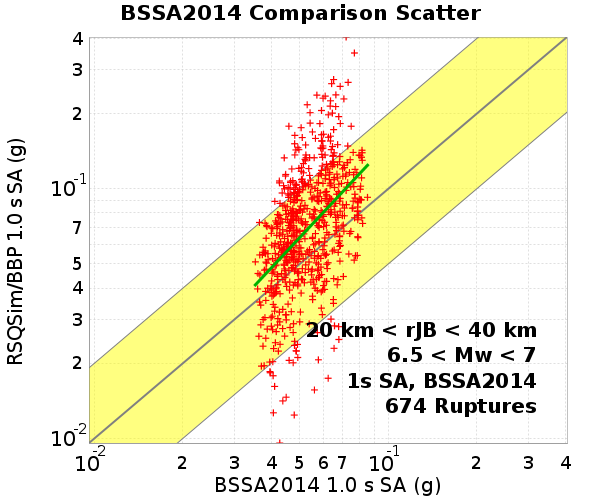 BSSA2014 Comparison Scatter
RSQSim/BBP 1.0 s SA (g)
4
3
2
10⁻¹
7
5
4
3
2
10⁻²
20 km < rJB < 40 km
6.5 < Mw < 7
1s SA, BSSA2014
674 Ruptures
10⁻² 2 3 4 5 6 7 10⁻¹ 2 3 4
BSSA2014 1.0 s SA (g)